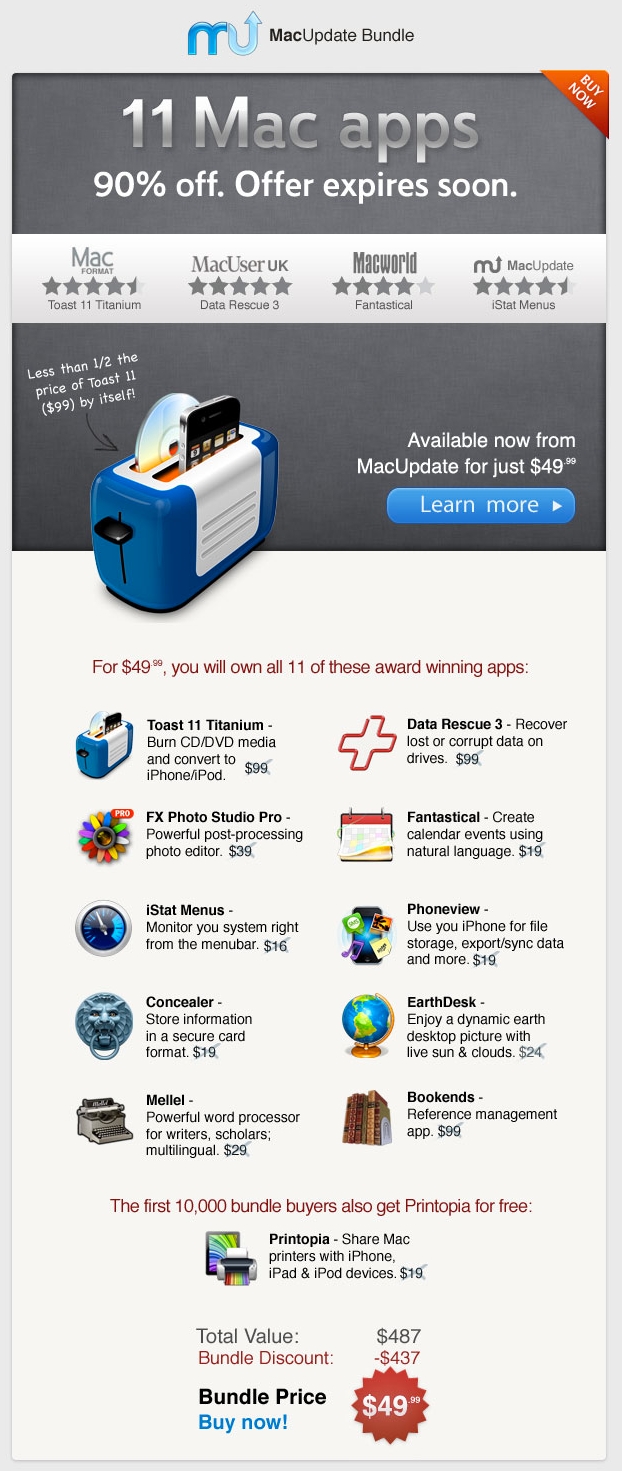 MacUpdate Bundle
BUY
NOW
11 Mac apps
90% off. Offer expires soon.
Mac
FORMAT
Toast 11 Titanium
MacUser UK
Data Rescue 3
Macworld
Fantastical
MacUpdate
iStat Menus
Less than 1/2 the
price of Toast 11
($99) by itself!
Available now from
MacUpdate for just $49.99
Learn more
For $49.99, you will own all 11 of these award winning apps:
Toast 11 Titanium -
Burn CD/DVD media
and convert to
iPhone/iPod. $99
Data Rescue 3 - Recover
lost or corrupt data on
drives. $99
PRO
FX Photo Studio Pro -
Powerful post-processing
photo editor. $39
Fantastical - Create
calendar events using
natural language. $19
iStat Menus -
Monitor you system right
from the menubar. $16
Phoneview -
Use you iPhone for file
storage, export/sync data
and more. $19
Concealer -
Store information
in a secure card
format. $19
EarthDesk -
Enjoy a dynamic earth
desktop picture with
live sun & clouds. $24
Mellel
Mellel -
Powerful word processor
for writers, scholars;
multilingual. $29
Bookends -
Reference management
app. $99
The first 10,000 bundle buyers also get Printopia for free:
Printopia - Share Mac
printers with iPhone,
iPad & iPod devices. $19
Total Value: $487
Bundle Discount: -$437
Bundle Price
Buy now!
$49.99